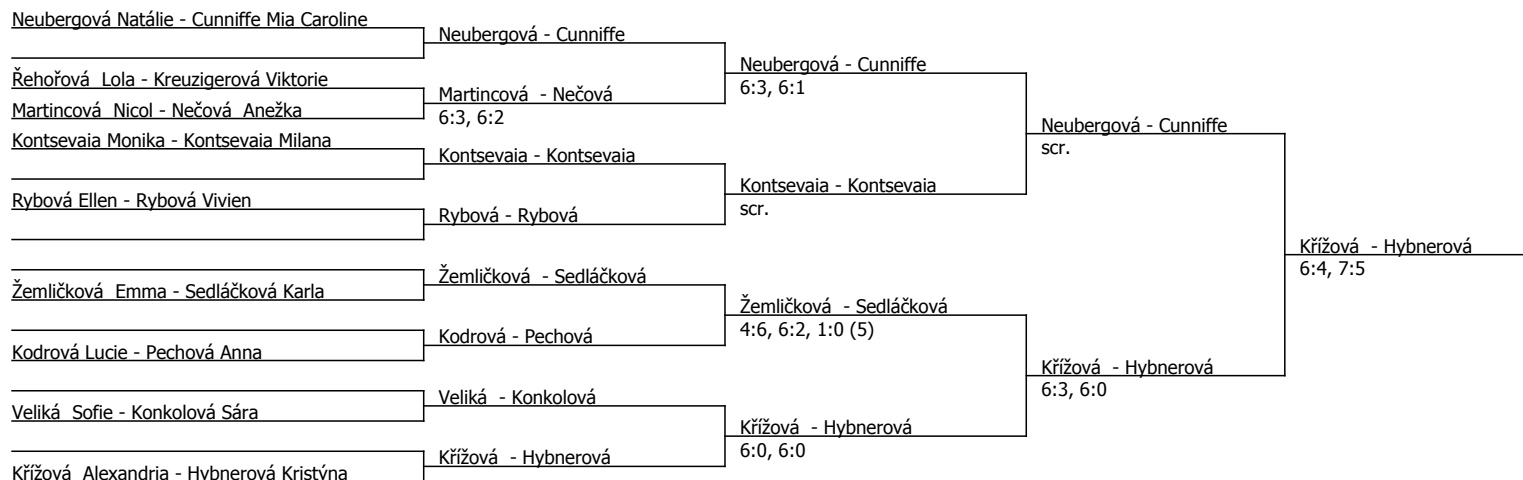 Neubergová Natálie - Cunniffe Mia Caroline
Řehořová Lola - Kreuzigerová Viktorie
Martincová Nicol - Nečová Anežka
Kontsevaia Monika - Kontsevaia Milana
Rybová Ellen - Rybová Vivien
Žemličková Emma - Sedláčková Karla
Kodrová Lucie - Pechová Anna
Veliká Sofie - Konkolová Sára
Křížová Alexandria - Hybnerová Kristýna
Neubergová - Cunniffe
Martincová - Nečová
6:3, 6:2
Kontsevaia - Kontsevaia
Rybová - Rybová
Žemličková - Sedláčková
Kodrová - Pechová
Veliká - Konkolová
Křížová - Hybnerová
Neubergová - Cunniffe
6:3, 6:1
Kontsevaia - Kontsevaia
scr.
Žemličková - Sedláčková
4:6, 6:2, 1:0 (5)
Křížová - Hybnerová
6:0, 6:0
Neubergová - Cunniffe
scr.
Křížová - Hybnerová
6:3, 6:0
Křížová - Hybnerová
6:4, 7:5